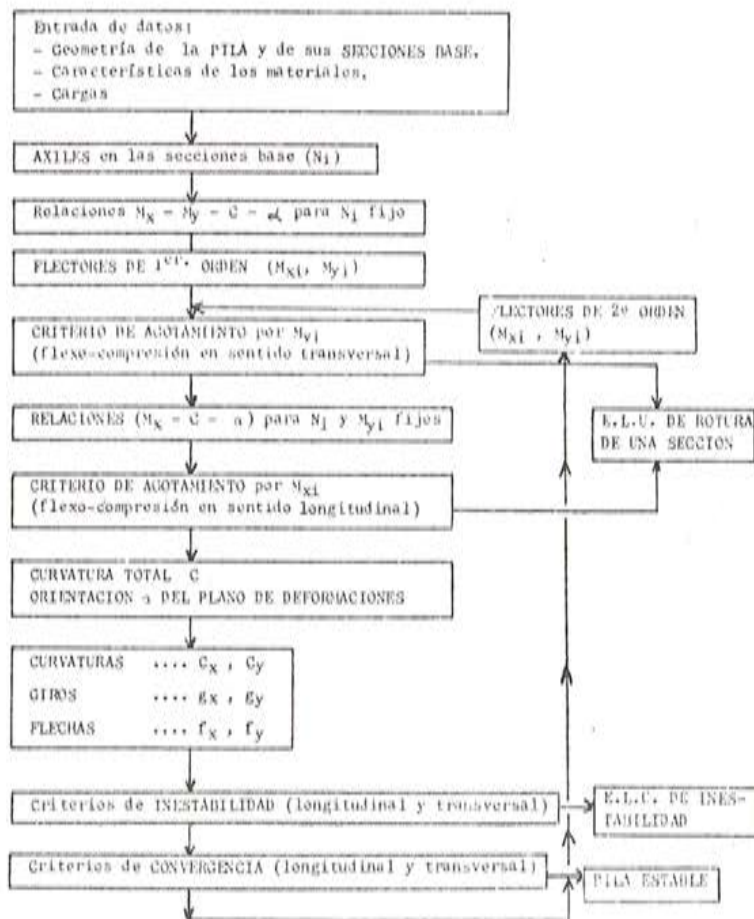 Entrada de datos:
- Geometría de la PILA y de sus SECCIONES BASE.
- Características de los materiales.
- Cargas
AXILES en las secciones base (Ni)
Relaciones Mx - My - C - α para Ni fijo
FLECTORES DE 1er. ORDEN (Mxi, Myi)
FLECTORES DE 2º ORDEN
(Mxi , Myi)
CRITERIO DE AGOTAMIENTO por Myi
(flexo-compresión en sentido transversal)
RELACIONES (Mx - C - α) para Ni y Myi fijos
E.L.U. DE ROTURA
DE UNA SECCION
CRITERIO DE AGOTAMIENTO por Mxi
(flexo-compresión en sentido longitudinal)
CURVATURA TOTAL C
ORIENTACION α DEL PLANO DE DEFORMACIONES
CURVATURAS .... Cx , Cy
GIROS .... gx , gy
FLECHAS .... fx , fy
Criterios de INESTABILIDAD (longitudinal y transversal)
E.L.U. DE INES-
TABILIDAD
Criterios de CONVERGENCIA (longitudinal y transversal)
PILA ESTABLE